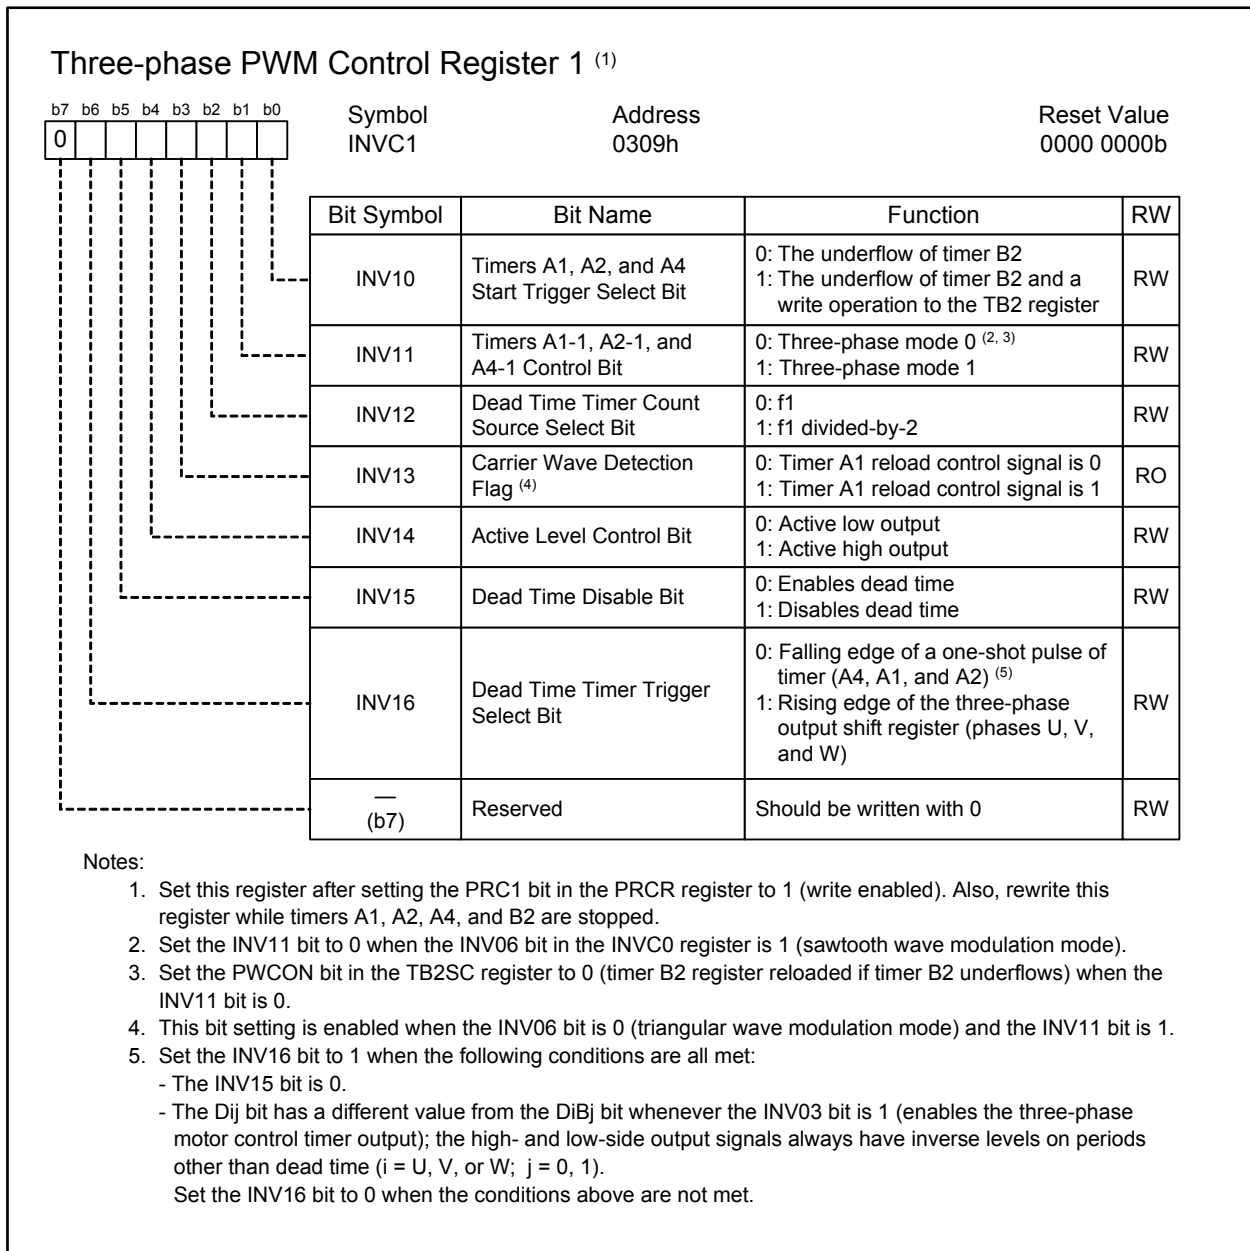 Three-phase PWM Control Register 1 (1)
b7 b6 b5 b4 b3 b2 b1 b0
0
Symbol Address Reset Value
INVC1 0309h 0000 0000b
Bit Symbol Bit Name Function RW
INV10
Timers A1, A2, and A4
Start Trigger Select Bit
0: The underflow of timer B2
1: The underflow of timer B2 and a
write operation to the TB2 register
RW
INV11
Timers A1-1, A2-1, and
A4-1 Control Bit
0: Three-phase mode 0 (2, 3)
1: Three-phase mode 1
RW
INV12
Dead Time Timer Count
Source Select Bit
0: f1
1: f1 divided-by-2
RW
INV13
Carrier Wave Detection
Flag (4)
0: Timer A1 reload control signal is 0
1: Timer A1 reload control signal is 1
RO
INV14
Active Level Control Bit
0: Active low output
1: Active high output
RW
INV15
Dead Time Disable Bit
0: Enables dead time
1: Disables dead time
RW
INV16
Dead Time Timer Trigger
Select Bit
0: Falling edge of a one-shot pulse of
timer (A4, A1, and A2) (5)
1: Rising edge of the three-phase
output shift register (phases U, V,
and W)
RW
—
(b7)
Reserved
Should be written with 0
RW
Notes:
1. Set this register after setting the PRC1 bit in the PRCR register to 1 (write enabled). Also, rewrite this
register while timers A1, A2, A4, and B2 are stopped.
2. Set the INV11 bit to 0 when the INV06 bit in the INVC0 register is 1 (sawtooth wave modulation mode).
3. Set the PWCON bit in the TB2SC register to 0 (timer B2 register reloaded if timer B2 underflows) when the
INV11 bit is 0.
4. This bit setting is enabled when the INV06 bit is 0 (triangular wave modulation mode) and the INV11 bit is 1.
5. Set the INV16 bit to 1 when the following conditions are all met:
- The INV15 bit is 0.
- The Dij bit has a different value from the DiBj bit whenever the INV03 bit is 1 (enables the three-phase
motor control timer output); the high- and low-side output signals always have inverse levels on periods
other than dead time (i = U, V, or W; j = 0, 1).
Set the INV16 bit to 0 when the conditions above are not met.